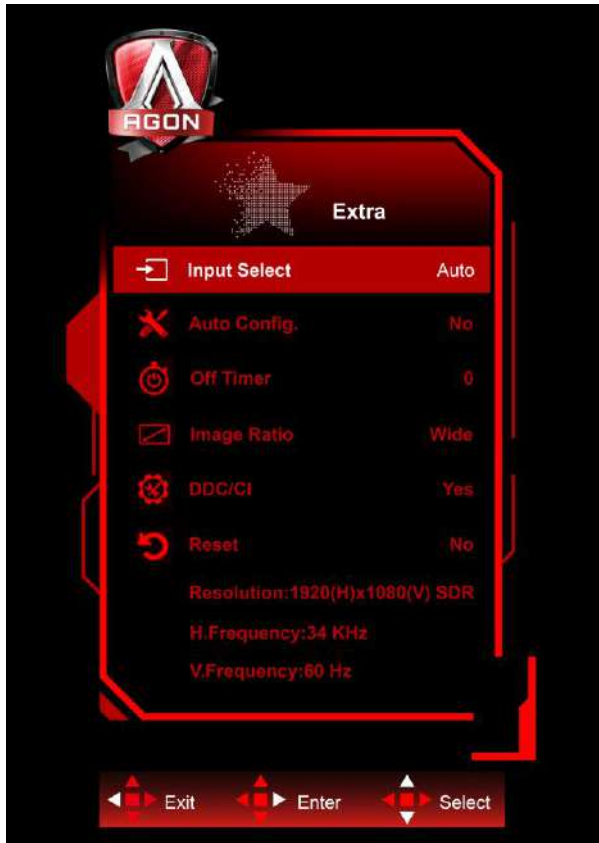 AGON
Extra
Input Select Auto
Auto Config. No
Off Timer 0
Image Ratio Wide
DDC/CI Yes
Reset No
Resolution:1920(H)x1080(V) SDR
H.Frequency:34 KHz
V.Frequency:60 Hz
Exit Enter Select